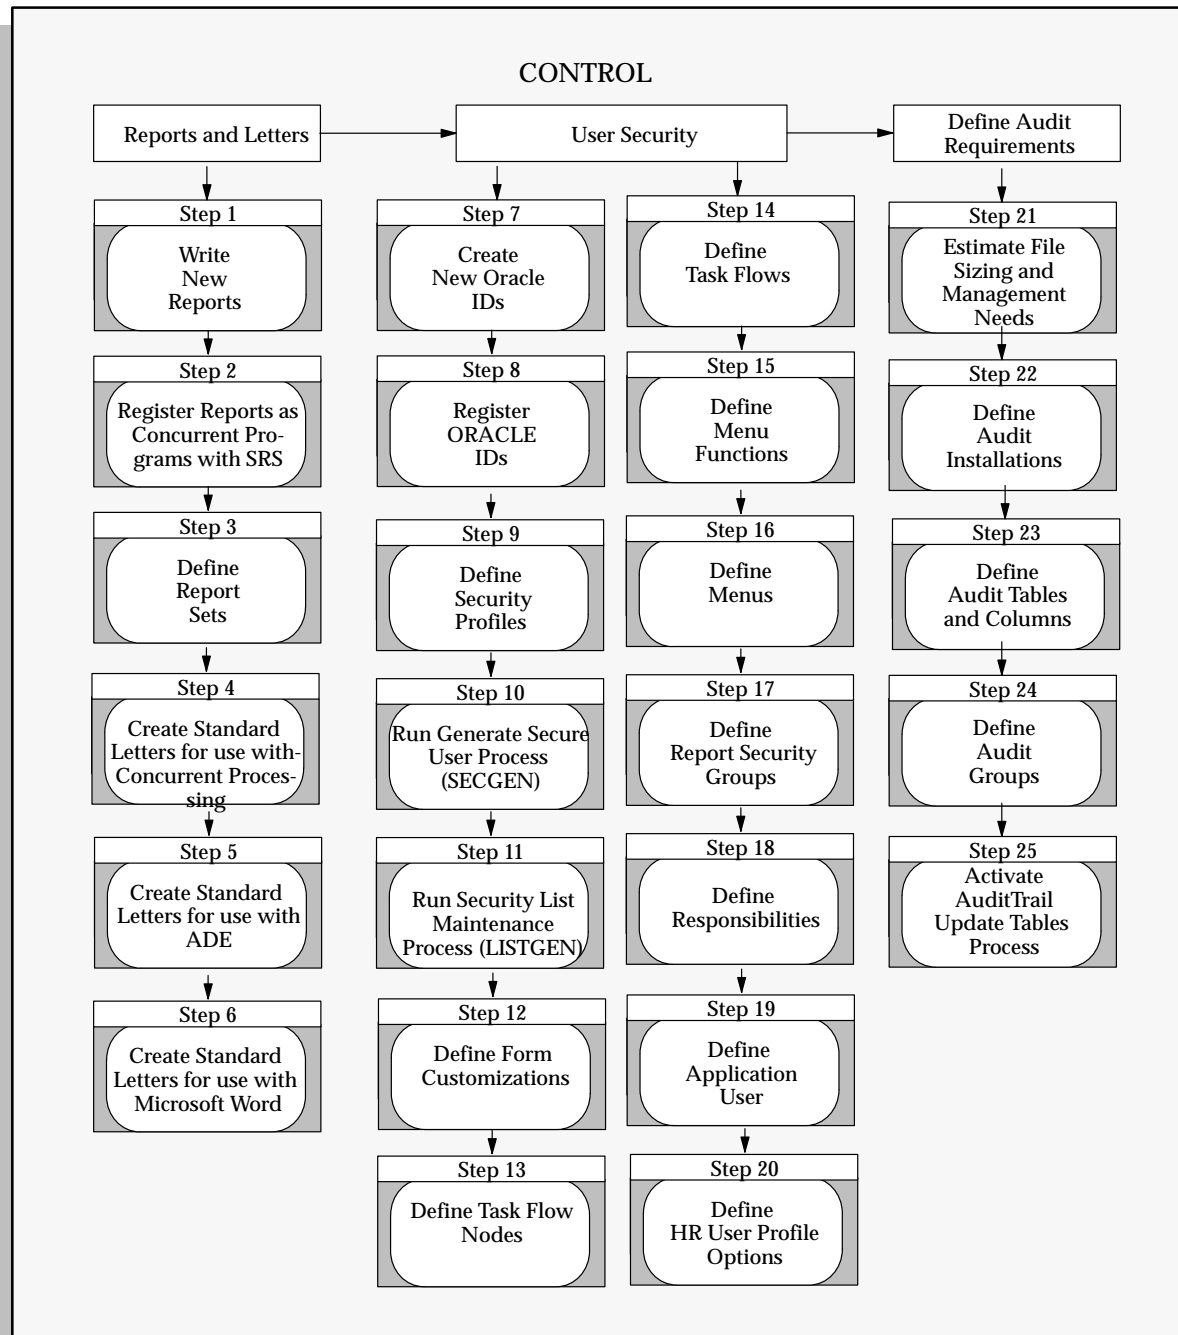 CONTROL
Reports and Letters
User Security
Define Audit
Requirements
Step 1
Write
New
Reports
Step 2
Register Reports as
Concurrent Pro-
grams with SRS
Step 3
Define
Report
Sets
Step 4
Create Standard
Letters for use with-
Concurrent Proces-
sing
Step 5
Create Standard
Letters for use with
ADE
Step 6
Create Standard
Letters for use with
Microsoft Word
Step 7
Create
New Oracle
IDs
Step 8
Register
ORACLE
IDs
Step 9
Define
Security
Profiles
Step 10
Run Generate Secure
User Process
(SECGEN)
Step 11
Run Security List
Maintenance
Process (LISTGEN)
Step 12
Define Form
Customizations
Step 13
Define Task Flow
Nodes
Step 14
Define
Task Flows
Step 15
Define
Menu
Functions
Step 16
Define
Menus
Step 17
Define
Report Security
Groups
Step 18
Define
Responsibilities
Step 19
Define
Application
User
Step 20
Define
HR User Profile
Options
Step 21
Estimate File
Sizing and
Management
Needs
Step 22
Define
Audit
Installations
Step 23
Define
Audit Tables
and Columns
Step 24
Define
Audit
Groups
Step 25
Activate
AuditTrail
Update Tables
Process